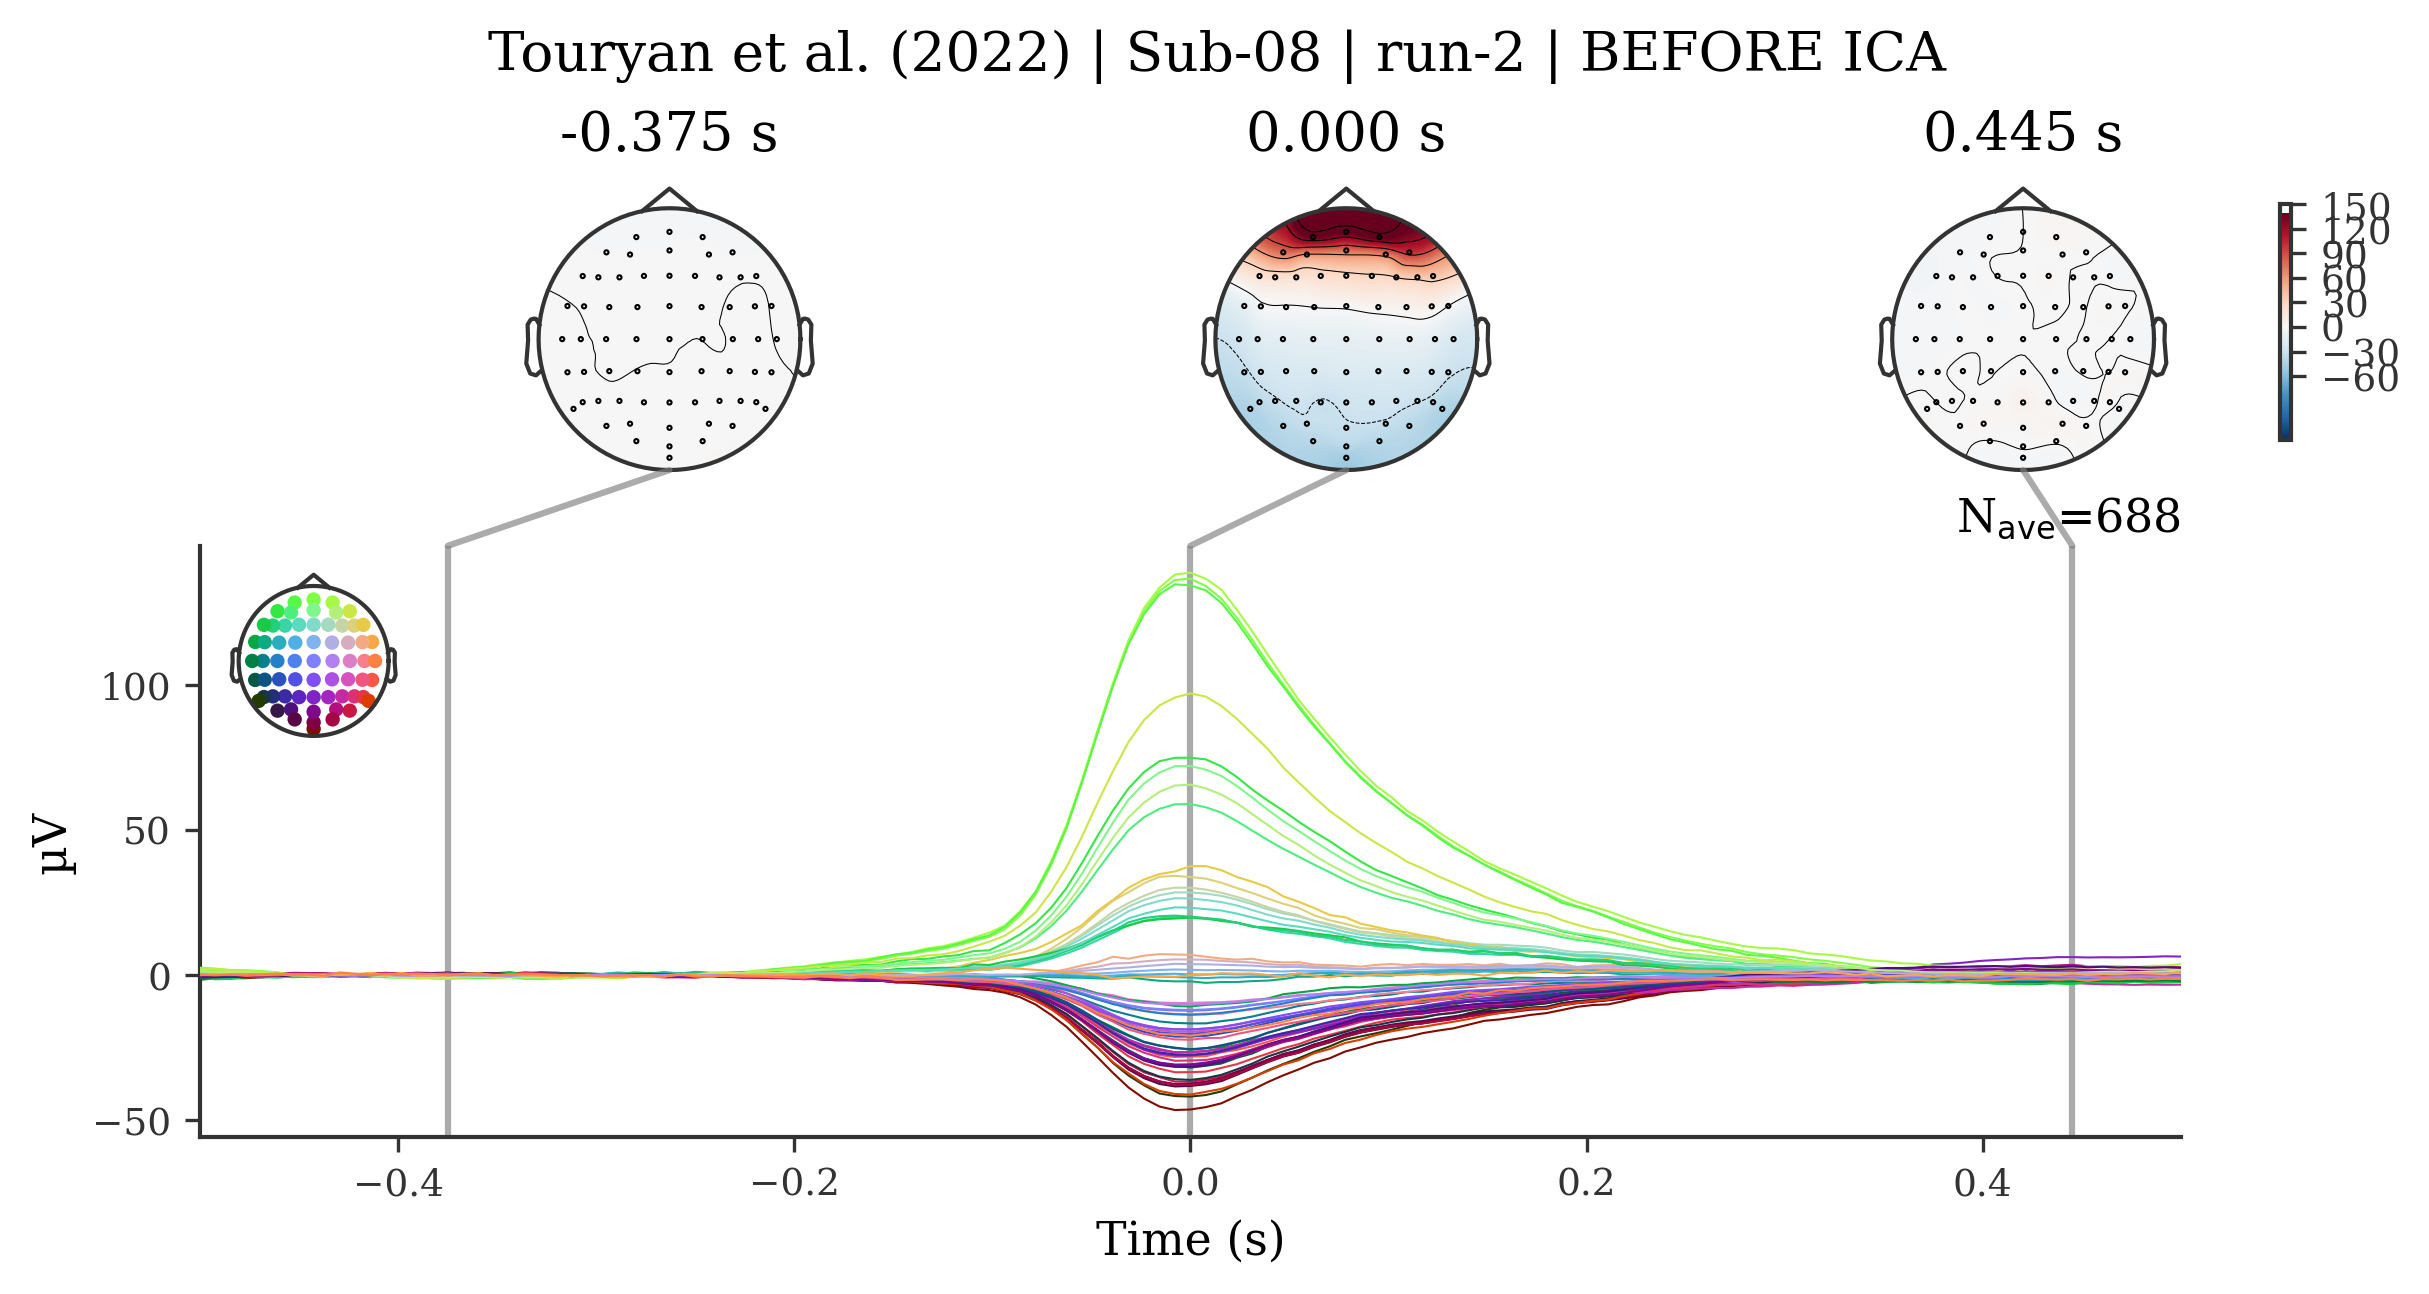 Touryan et al. (2022) | Sub-08 | run-2 | BEFORE ICA
-0.375 s
0.000 s
0.445 s
150
120
90
60
30
0
−30
−60
Nave=688
µV
100
50
0
−50
−0.4
−0.2
0.0
0.2
0.4
Time (s)